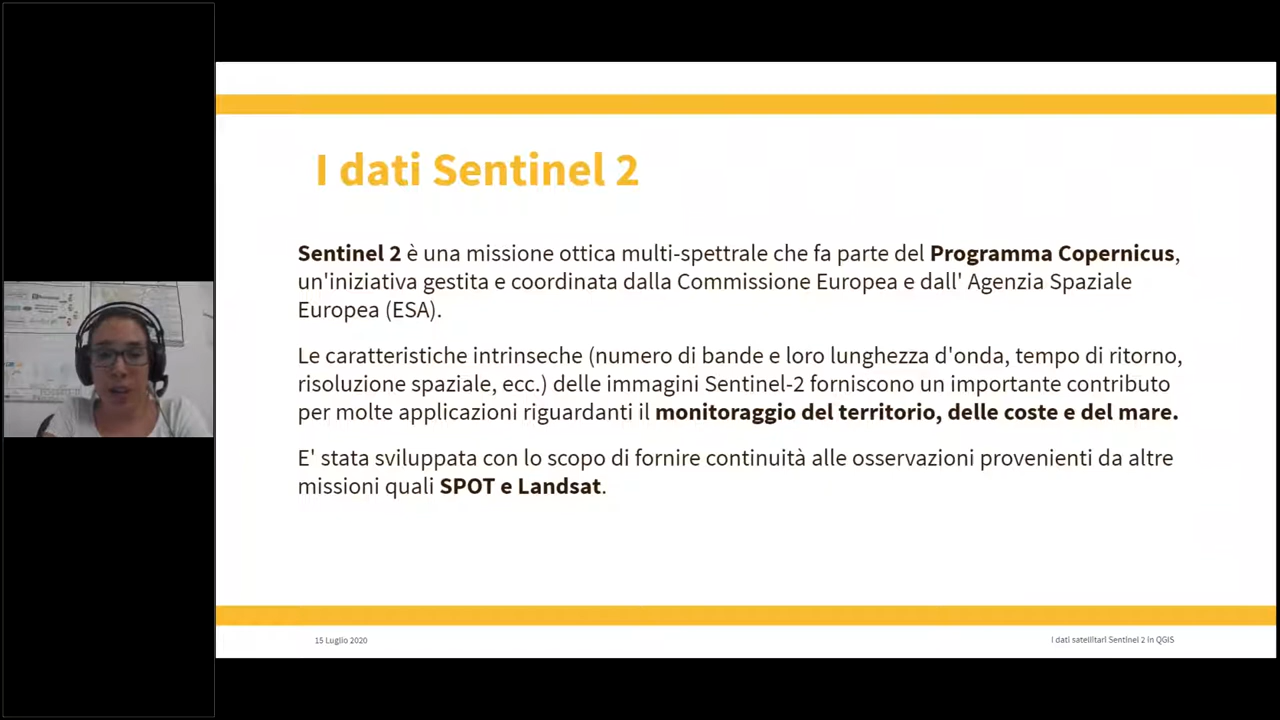 I dati Sentinel 2
Sentinel 2 è una missione ottica multi-spettrale che fa parte del Programma Copernicus,
un'iniziativa gestita e coordinata dalla Commissione Europea e dall' Agenzia Spaziale
Europea (ESA).
Le caratteristiche intrinseche (numero di bande e loro lunghezza d'onda, tempo di ritorno,
risoluzione spaziale, ecc.) delle immagini Sentinel-2 forniscono un importante contributo
per molte applicazioni riguardanti il monitoraggio del territorio, delle coste e del mare.
E' stata sviluppata con lo scopo di fornire continuità alle osservazioni provenienti da altre
missioni quali SPOT e Landsat.
15 Luglio 2020
I dati satellitari Sentinel 2 in QGIS